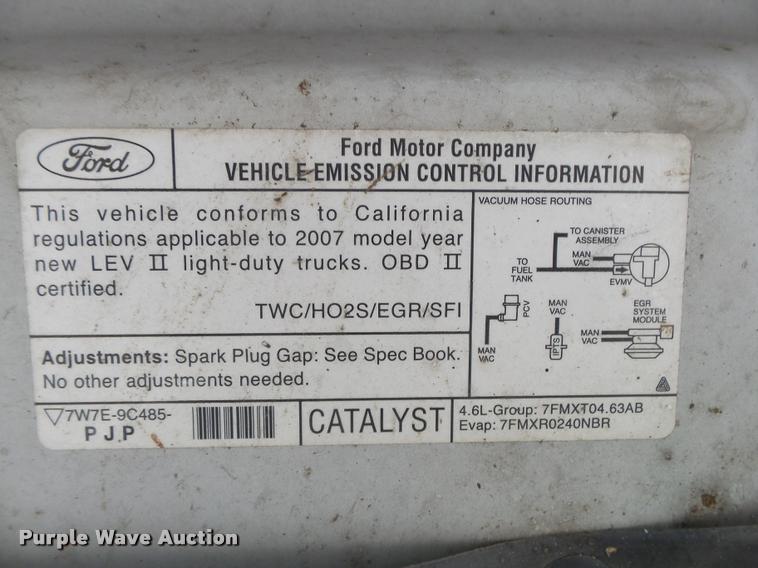 Ford
Ford Motor Company
VEHICLE EMISSION CONTROL INFORMATION
This vehicle conforms to California
regulations applicable to 2007 model year
new LEV II light-duty trucks. OBD II
certified.
TWC/HO2S/EGR/SFI
Adjustments: Spark Plug Gap: See Spec Book.
No other adjustments needed.
VACUUM HOSE ROUTING
TO CANISTER
ASSEMBLY
TO
FUEL
TANK
MAN
VAC
EVMV
PCV
MAN
VAC
MAN
VAC
IPTS
MAN
VAC
EGR
SYSTEM
MODULE
7W7E-9C485-
P J P
CATALYST
4.6L-Group: 7FMXT04.63AB
Evap: 7FMXR0240NBR
Purple Wave Auction